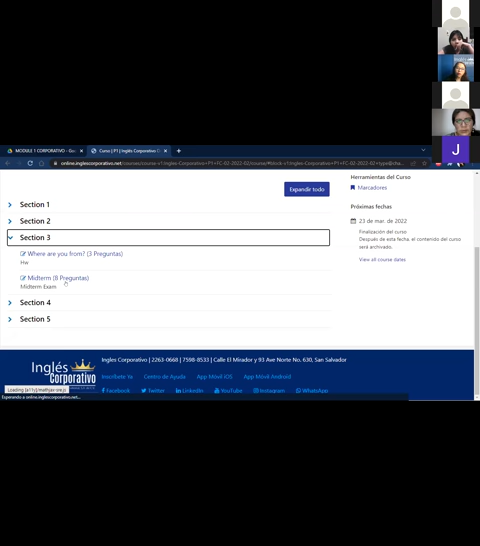 MODULE 1 CORPORATIVO - Goo
Curso | P1 | Inglés Corporativo O
online.inglescorporativo.net
Expandir todo
Section 1
Section 2
Section 3
Where are you from? (3 Preguntas)
Hw
Midterm (8 Preguntas)
Midterm Exam
Section 4
Section 5
Herramientas del Curso
Marcadores
Próximas fechas
23 de mar. de 2022
Finalización del curso
Después de esta fecha, el contenido del curso
será archivado.
View all course dates
Inglés
Corporativo
Ingles Corporativo | 2263-0668 | 7598-8533 | Calle El Mirador y 93 Ave Norte No. 630, San Salvador
Inscríbete Ya Centro de Ayuda App Móvil iOS App Móvil Android
Facebook Twitter LinkedIn YouTube Instagram WhatsApp
Esperando a online.inglescorporativo.net...
J